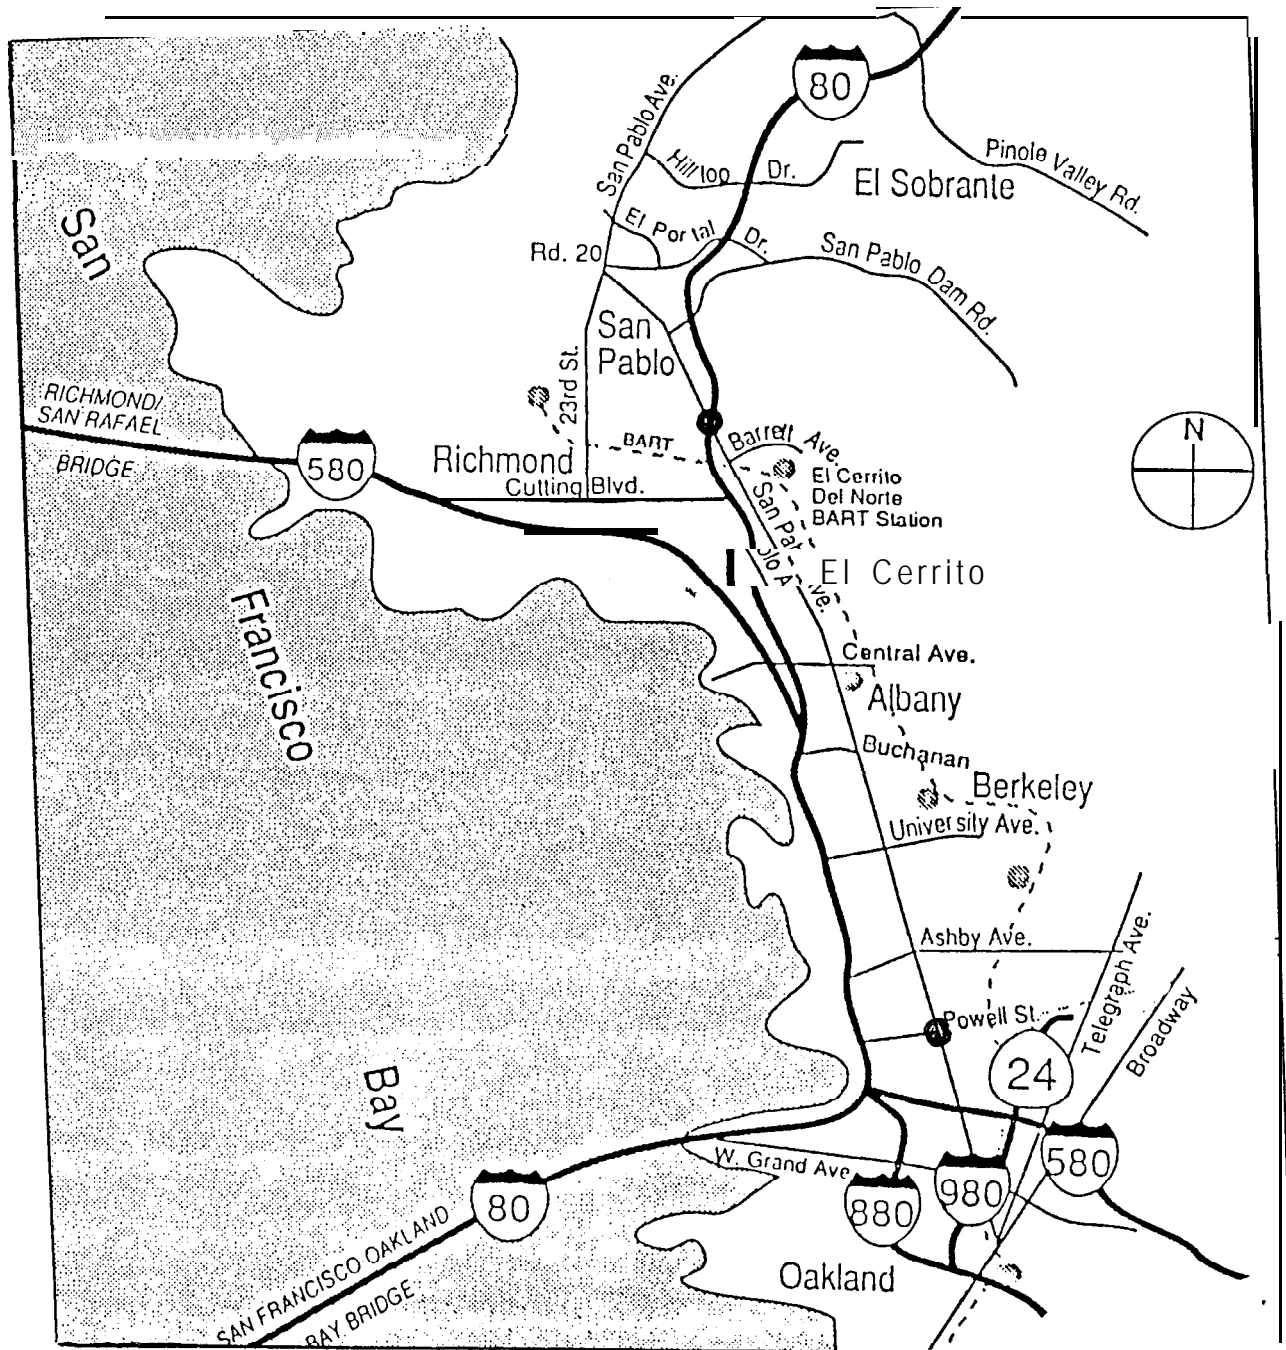 80
San Pablo Ave.
Hilltop Dr.
El Sobrante
Pinole Valley Rd.
El Portal Dr.
Rd. 20
San Pablo Dam Rd.
San
Pablo
23rd St.
RICHMOND/
SAN RAFAEL
BRIDGE
580
BART
Barrett Ave.
Richmond
Cutting Blvd.
El Cerrito
Del Norte
BART Station
N
San Pablo Ave.
El Cerrito
Central Ave.
Albany
Buchanan
Berkeley
University Ave.
Ashby Ave.
Powell St.
Telegraph Ave.
Broadway
24
San
Francisco
Bay
W. Grand Ave.
580
980
880
80
SAN FRANCISCO OAKLAND
BAY BRIDGE
Oakland